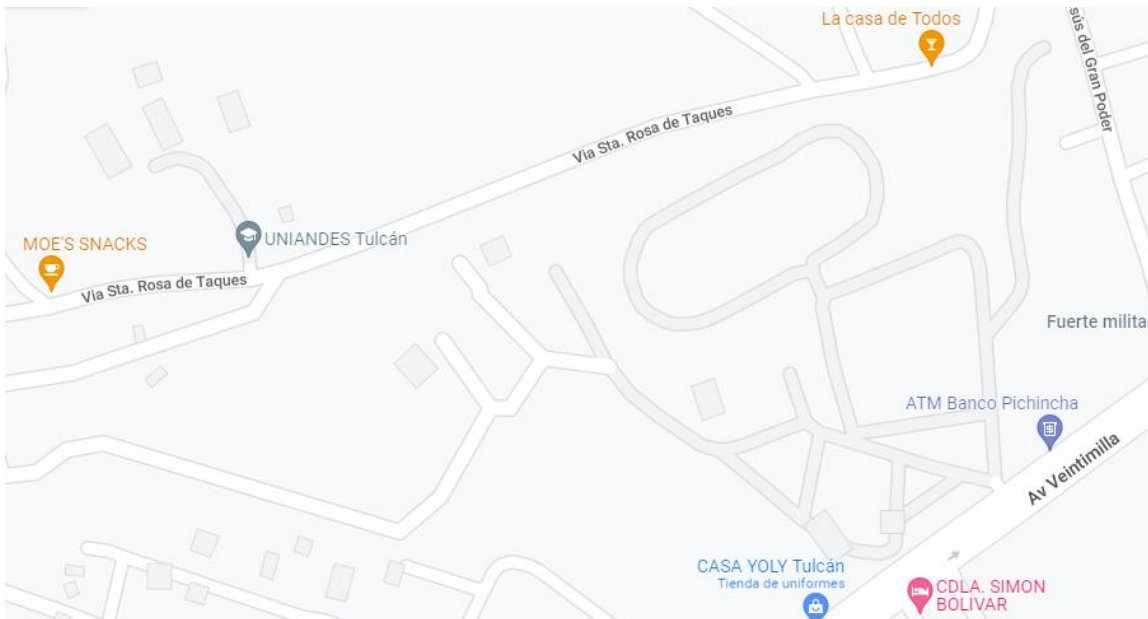 La casa de Todos
Jesús del Gran Poder
Via Sta. Rosa de Taques
MOE'S SNACKS
UNIANDES Tulcán
Via Sta. Rosa de Taques
Fuerte milita
ATM Banco Pichincha
Av Veintimilla
CASA YOLY Tulcán
Tienda de uniformes
CDLA. SIMON
BOLIVAR